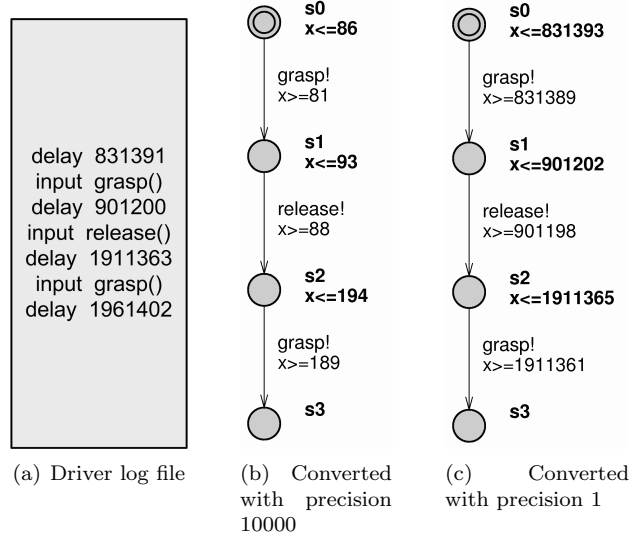 delay 831391
input grasp()
delay 901200
input release()
delay 1911363
input grasp()
delay 1961402
(a) Driver log file
s0
x<=86
grasp!
x>=81
s1
x<=93
release!
x>=88
s2
x<=194
grasp!
x>=189
s3
(b) Converted
with precision
10000
s0
x<=831393
grasp!
x>=831389
s1
x<=901202
release!
x>=901198
s2
x<=1911365
grasp!
x>=1911361
s3
(c) Converted
with precision 1